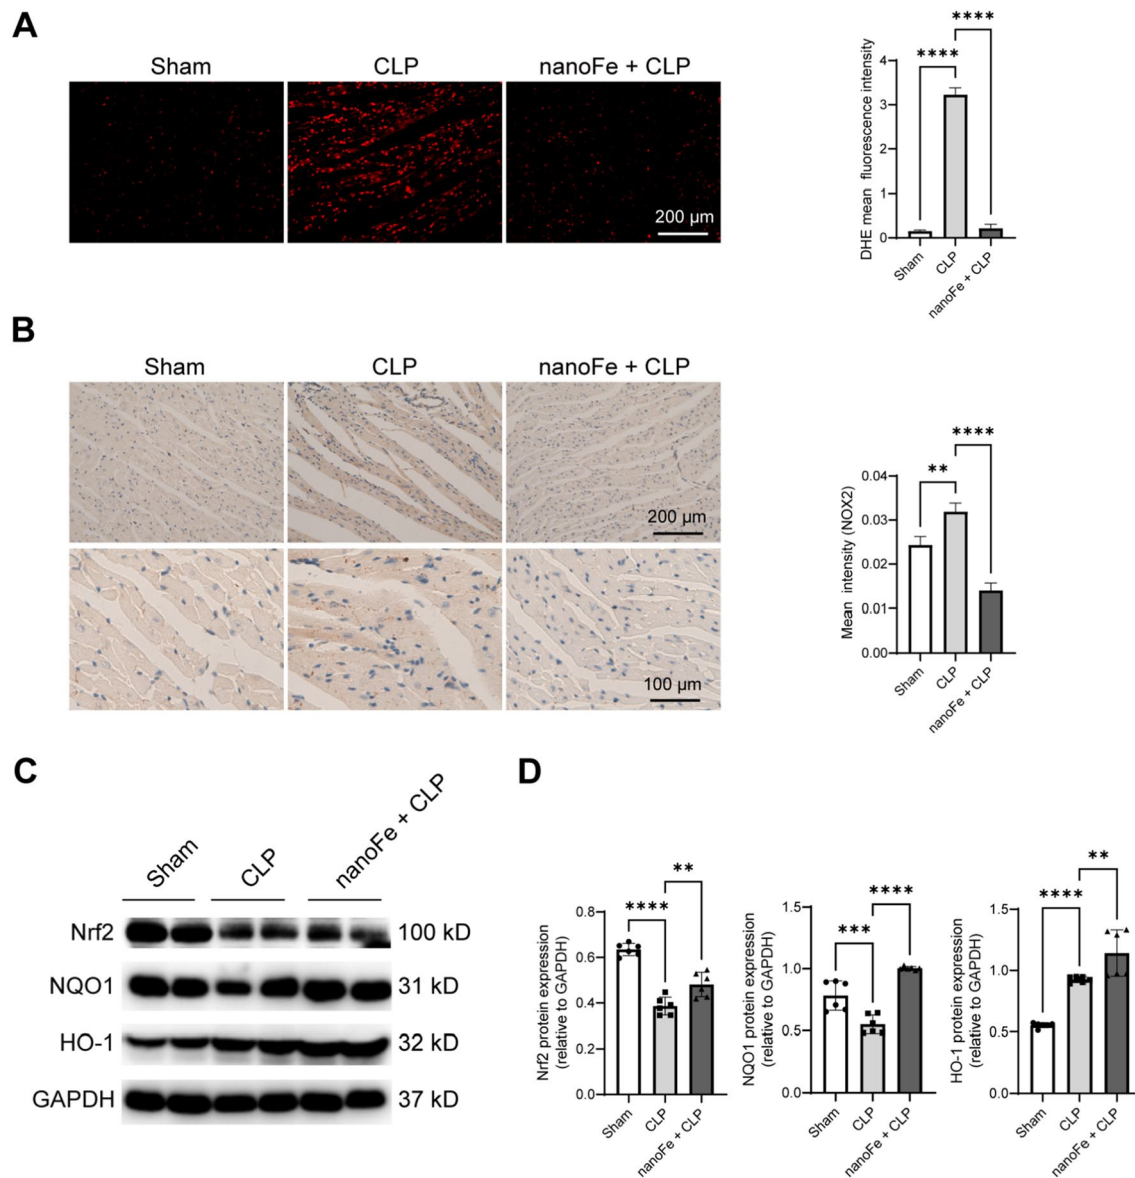 A
Sham
CLP
nanoFe + CLP
200 µm
DHE mean fluorescence intensity
4
3
2
1
0
****
****
Sham
CLP
nanoFe + CLP
B
Sham
CLP
nanoFe + CLP
200 µm
100 µm
Mean intensity (NOX2)
0.04
0.03
0.02
0.01
0.00
**
****
Sham
CLP
nanoFe + CLP
C
Sham
CLP
nanoFe + CLP
Nrf2
100 kD
NQO1
31 kD
HO-1
32 kD
GAPDH
37 kD
D
Nrf2 protein expression
(relative to GAPDH)
0.8
0.6
0.4
0.2
0.0
****
**
Sham
CLP
nanoFe + CLP
NQO1 protein expression
(relative to GAPDH)
1.5
1.0
0.5
0.0
***
****
Sham
CLP
nanoFe + CLP
HO-1 protein expression
(relative to GAPDH)
1.5
1.0
0.5
0.0
****
**
Sham
CLP
nanoFe + CLP